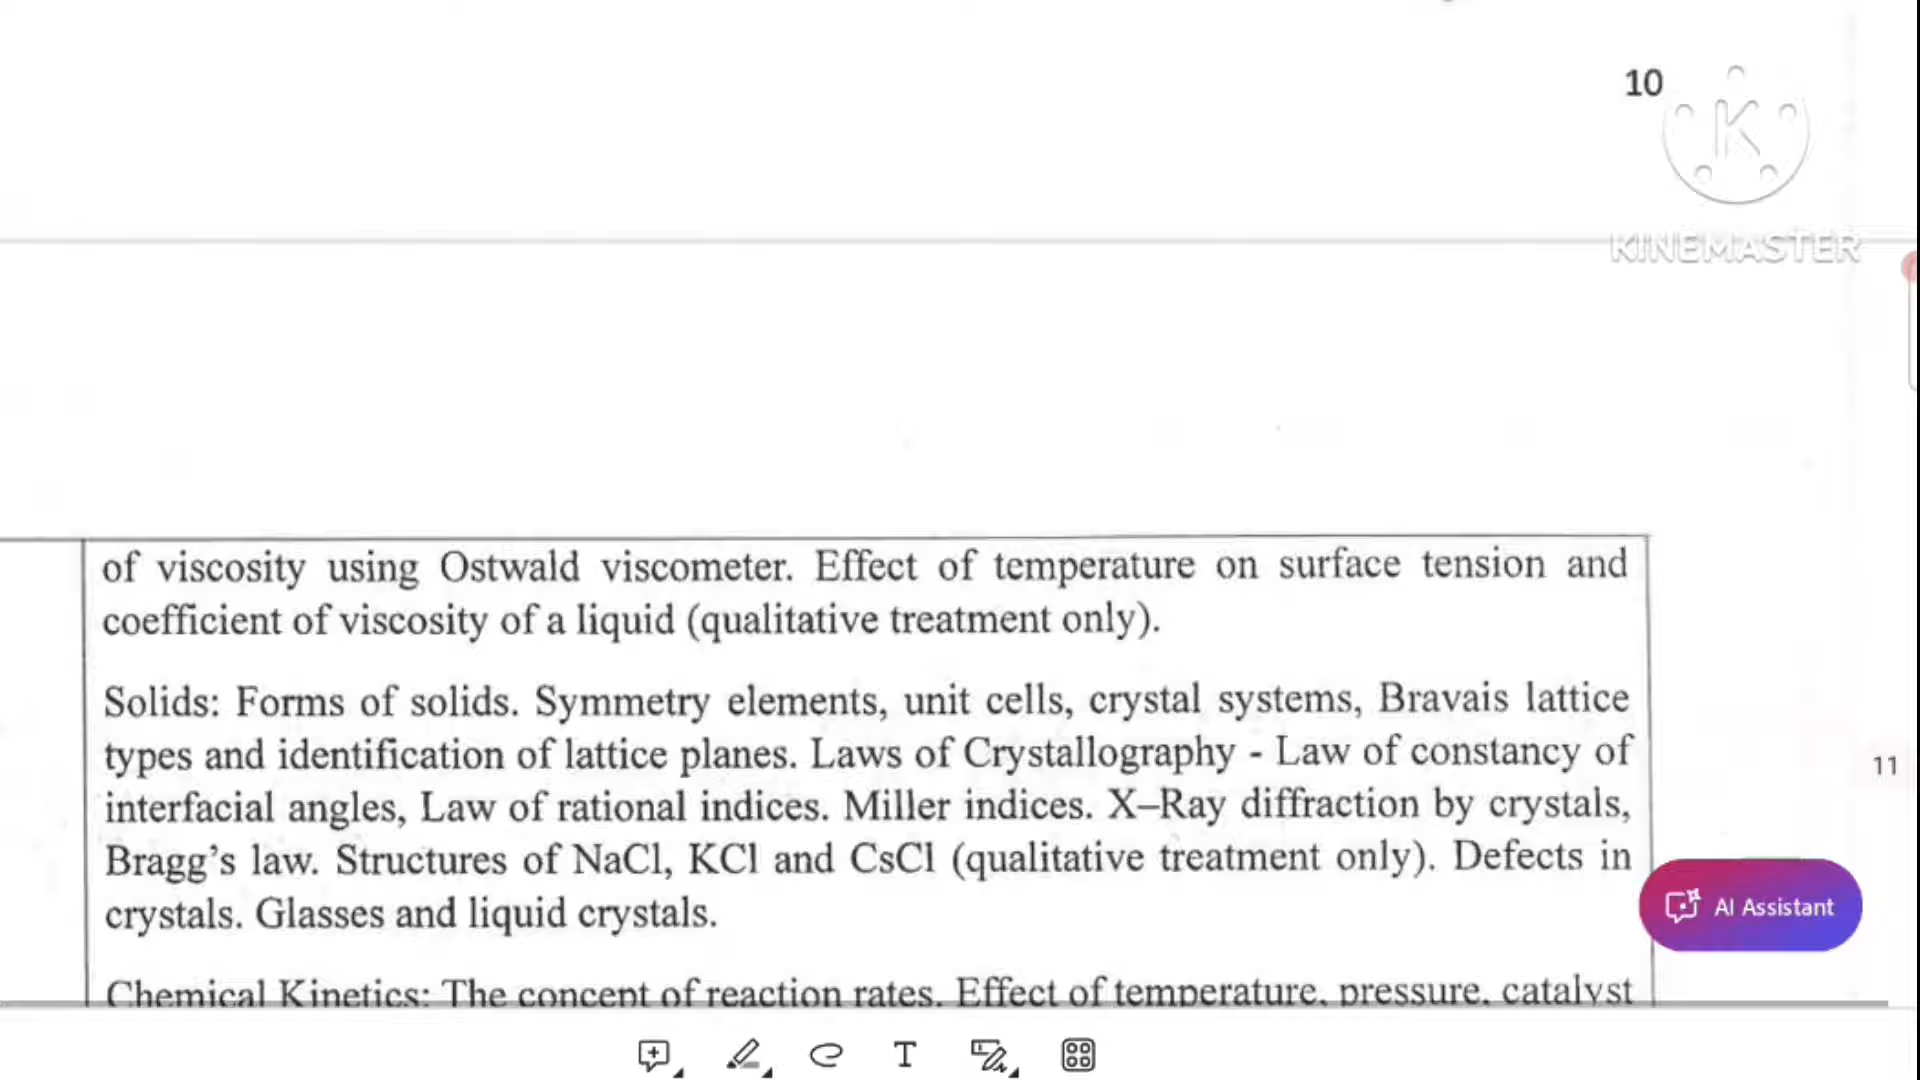 10
K
KINEMASTER
of viscosity using Ostwald viscometer. Effect of temperature on surface tension and
coefficient of viscosity of a liquid (qualitative treatment only).
Solids: Forms of solids. Symmetry elements, unit cells, crystal systems, Bravais lattice
types and identification of lattice planes. Laws of Crystallography - Law of constancy of
11
interfacial angles, Law of rational indices. Miller indices. X–Ray diffraction by crystals,
Bragg's law. Structures of NaCl, KCl and CsCl (qualitative treatment only). Defects in
AI Assistant
crystals. Glasses and liquid crystals.
Chemical Kinetics: The concept of reaction rates. Effect of temperature, pressure, catalyst
T